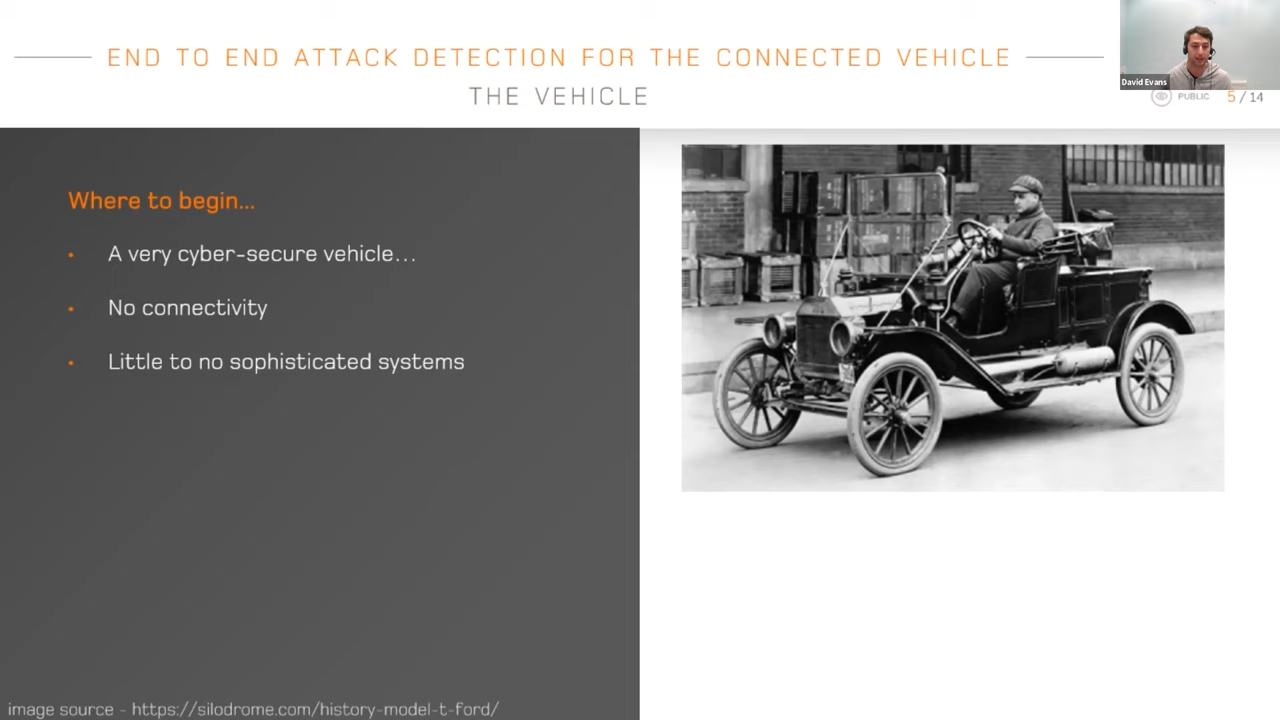 END TO END ATTACK DETECTION FOR THE CONNECTED VEHICLE
THE VEHICLE
David Evans
PUBLIC 5 / 14
Where to begin...
• A very cyber-secure vehicle...
• No connectivity
• Little to no sophisticated systems
image source - https://silodrome.com/history-model-t-ford/